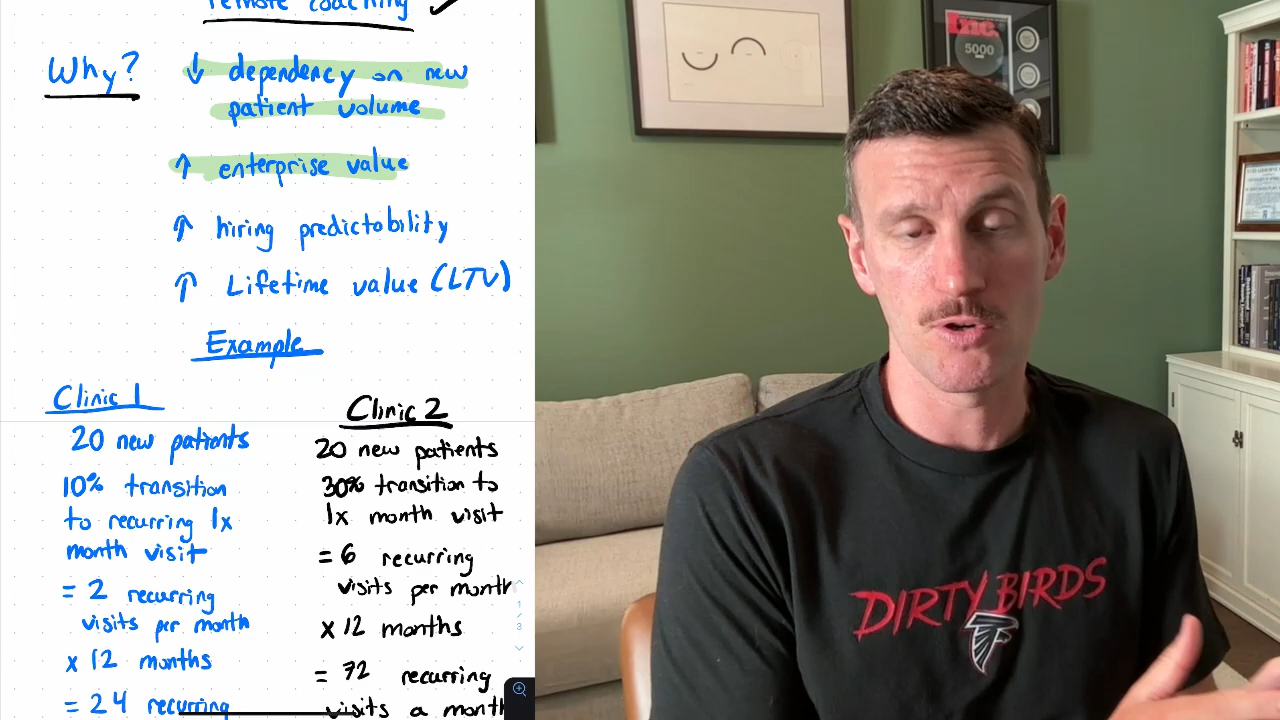 remote coaching
Why?
↓ dependency on new
patient volume
↑ enterprise value
↑ hiring predictability
↑ Lifetime value (LTV)
Example
Clinic 1
20 new patients
10% transition
to recurring 1x
month visit
= 2 recurring
visits per month
x 12 months
= 24 recurring
Clinic 2
20 new patients
30% transition to
1x month visit
= 6 recurring
visits per month
x 12 months
= 72 recurring
visits a month
1
/
3
Inc.
5000
DIRTY BIRDS